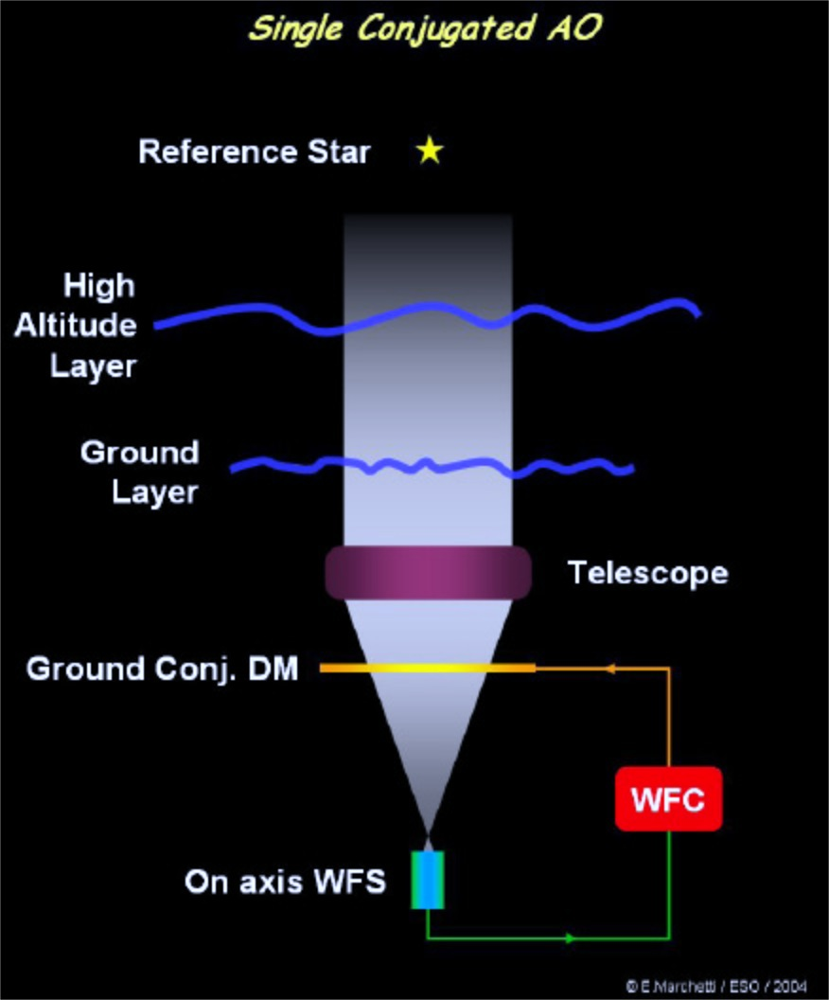 Single Conjugated AO
Reference Star
High
Altitude
Layer
Ground
Layer
Telescope
Ground Conj. DM
WFC
On axis WFS
© E.Marchetti / ESO / 2004